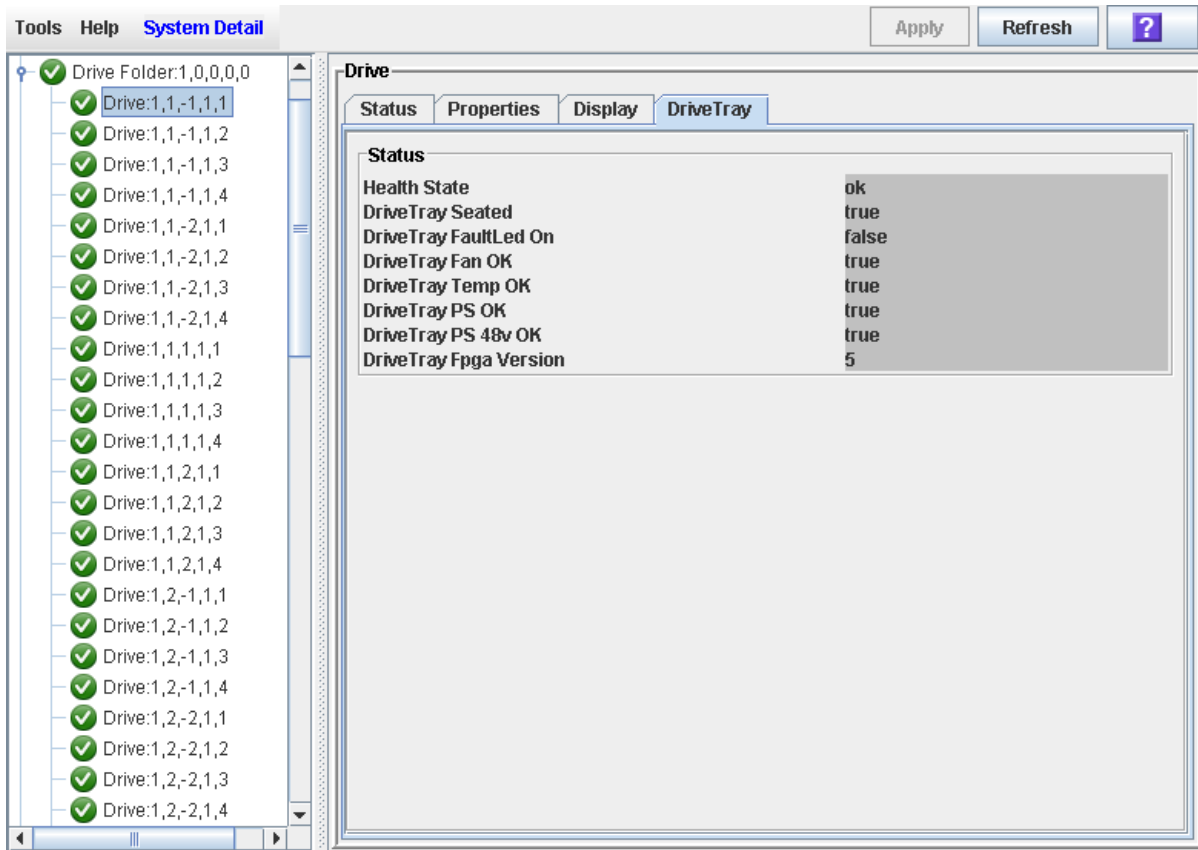 Tools Help System Detail Apply Refresh ?
Drive Folder:1,0,0,0,0
Drive:1,1,-1,1,1
Drive:1,1,-1,1,2
Drive:1,1,-1,1,3
Drive:1,1,-1,1,4
Drive:1,1,-2,1,1
Drive:1,1,-2,1,2
Drive:1,1,-2,1,3
Drive:1,1,-2,1,4
Drive:1,1,1,1,1
Drive:1,1,1,1,2
Drive:1,1,1,1,3
Drive:1,1,1,1,4
Drive:1,1,2,1,1
Drive:1,1,2,1,2
Drive:1,1,2,1,3
Drive:1,1,2,1,4
Drive:1,2,-1,1,1
Drive:1,2,-1,1,2
Drive:1,2,-1,1,3
Drive:1,2,-1,1,4
Drive:1,2,-2,1,1
Drive:1,2,-2,1,2
Drive:1,2,-2,1,3
Drive:1,2,-2,1,4
Drive
Status Properties Display DriveTray
Status
Health State ok
DriveTray Seated true
DriveTray FaultLed On false
DriveTray Fan OK true
DriveTray Temp OK true
DriveTray PS OK true
DriveTray PS 48v OK true
DriveTray Fpga Version 5